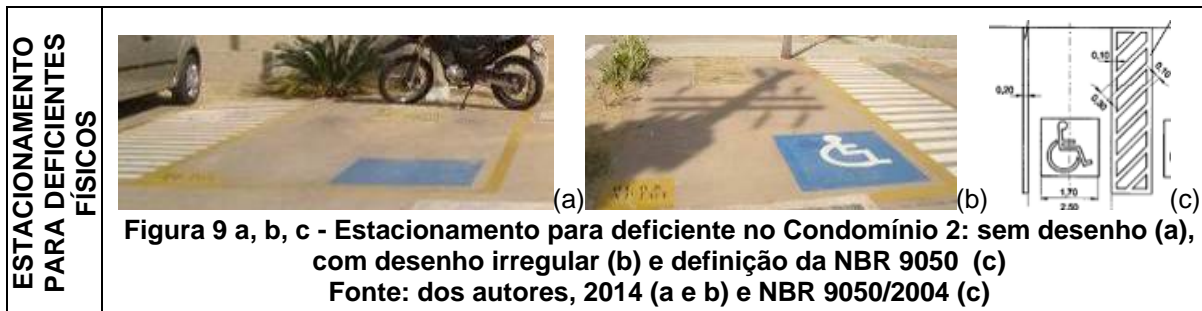 ESTACIONAMENTO
PARA DEFICIENTES
FÍSICOS
(a)
(b)
0,20
0,10
0,30
0,10
1,70
2,50
(c)
Figura 9 a, b, c - Estacionamento para deficiente no Condomínio 2: sem desenho (a),
com desenho irregular (b) e definição da NBR 9050 (c)
Fonte: dos autores, 2014 (a e b) e NBR 9050/2004 (c)